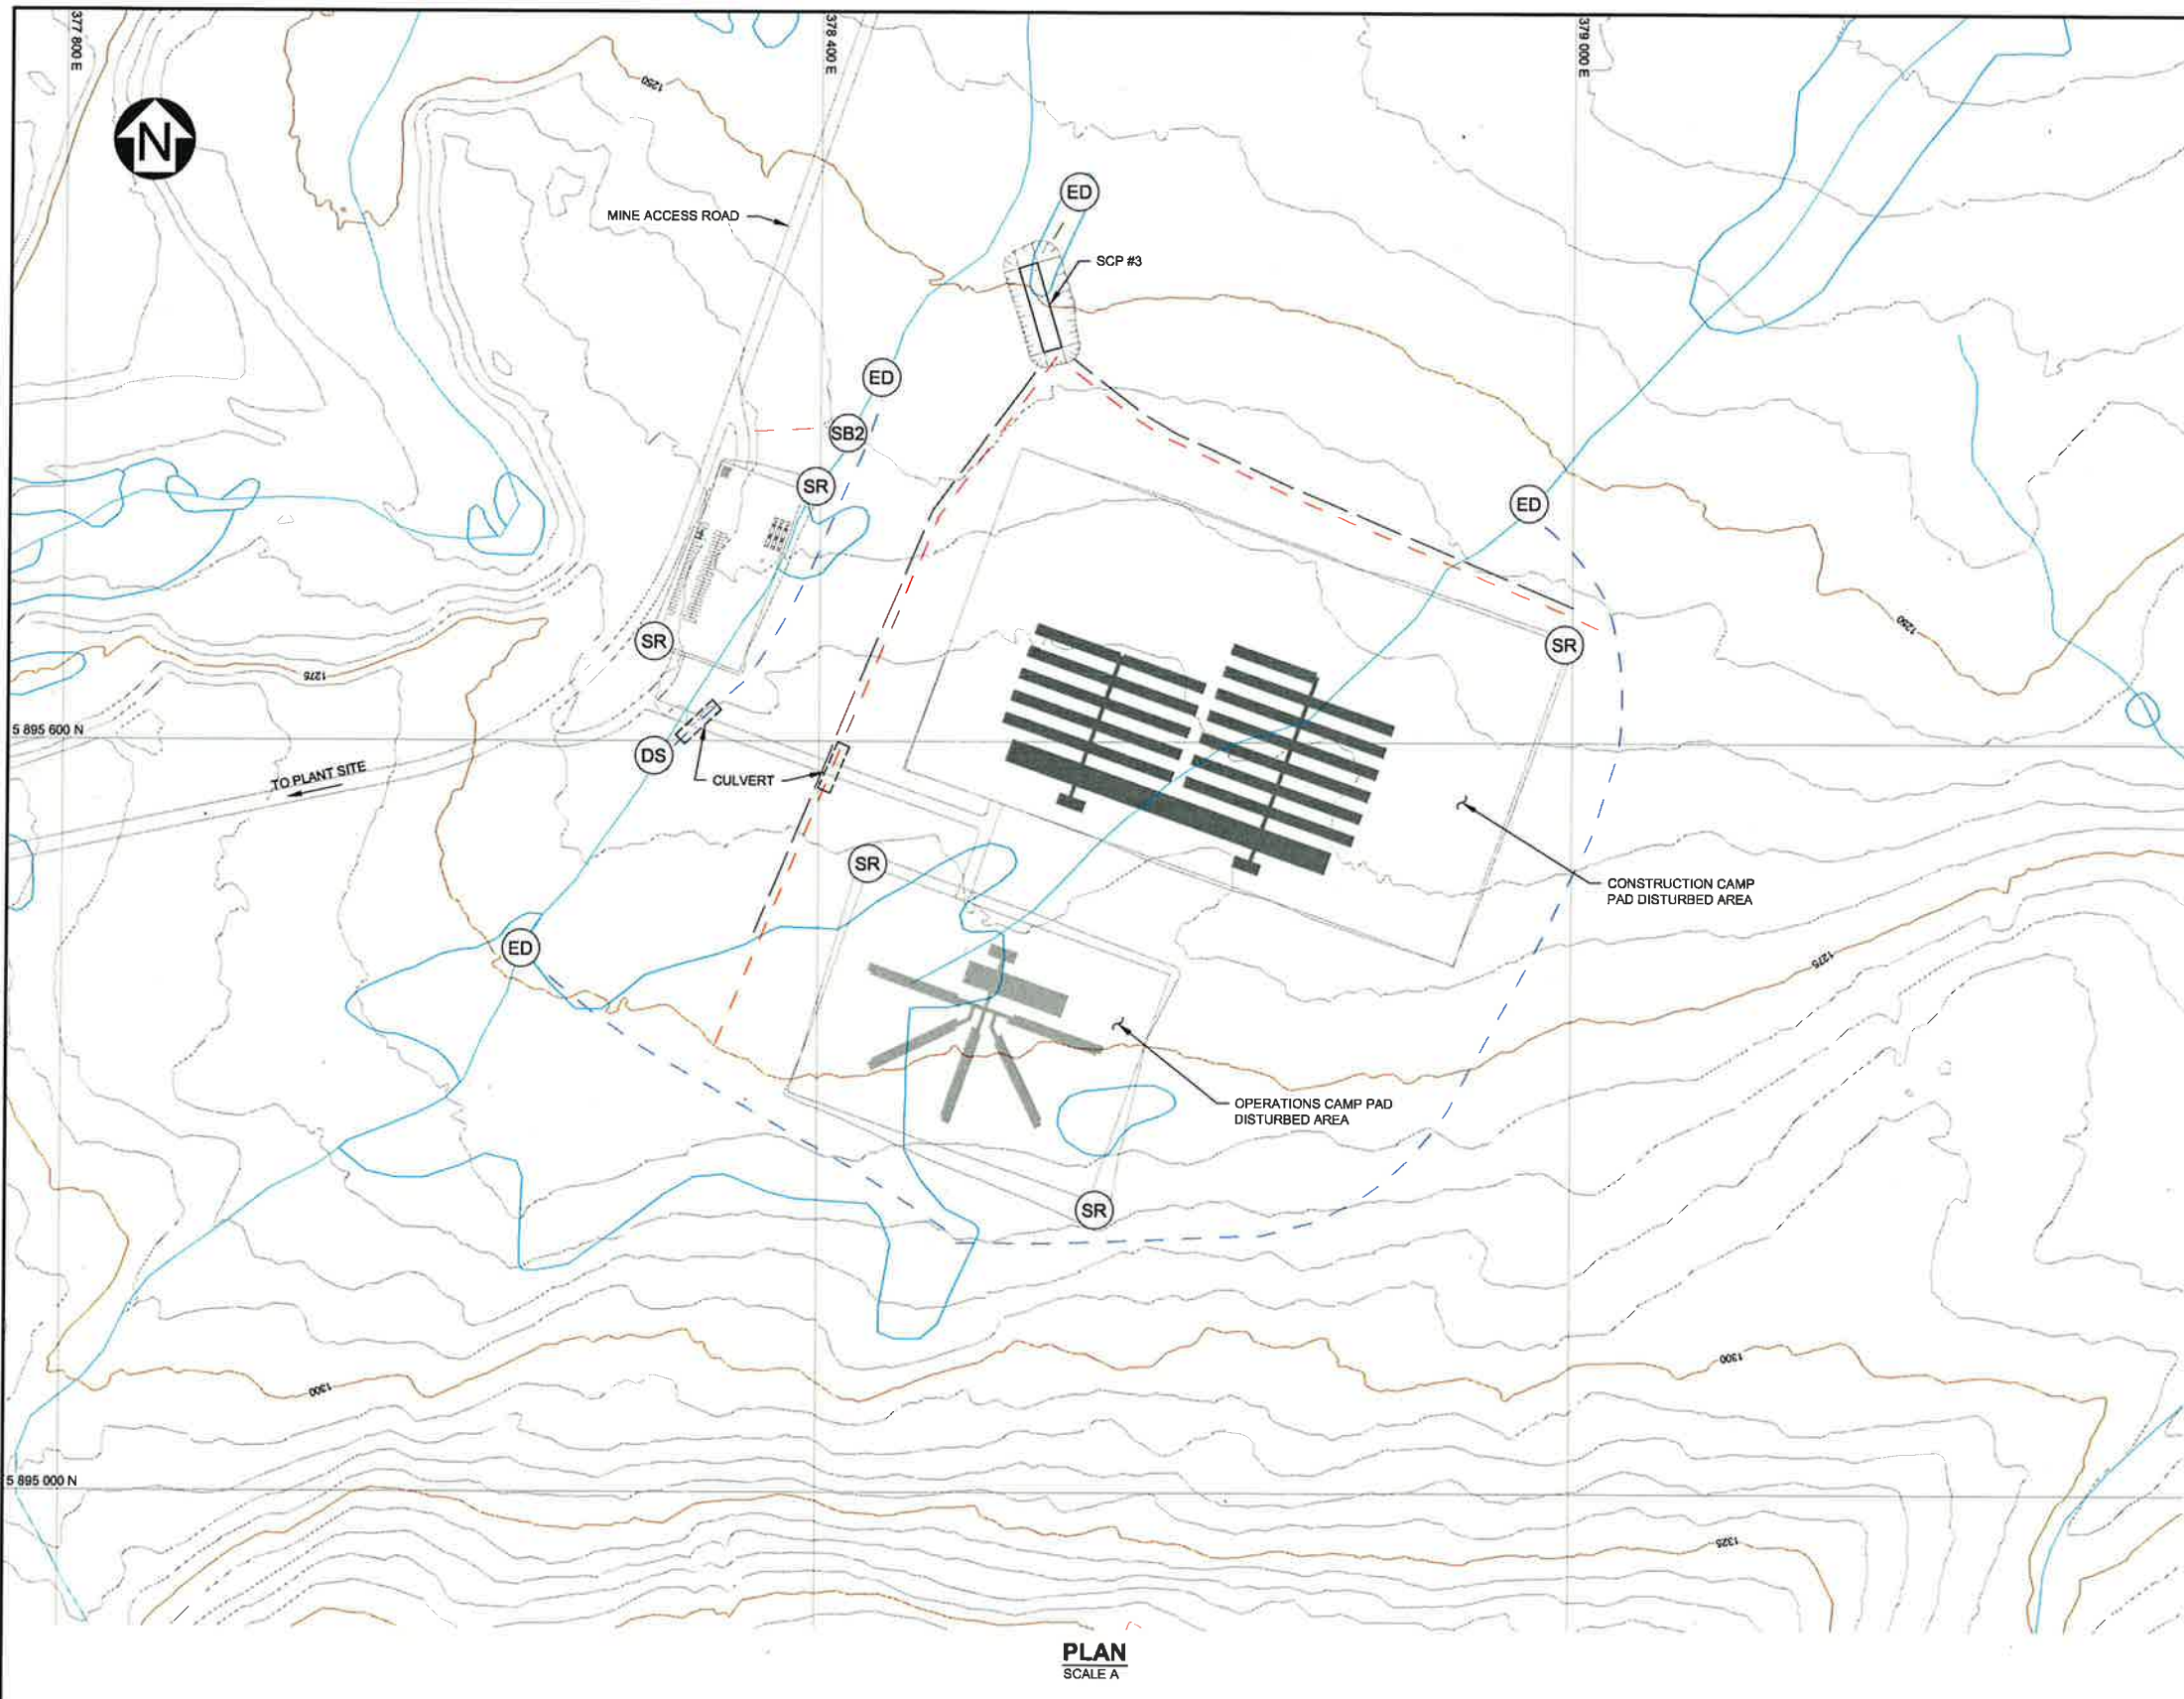 377 800 E
378 400 E
379 000 E
N
1250
ED
MINE ACCESS ROAD
SCP #3
ED
SB2
SR
ED
SR
SR
1250
1275
5 895 600 N
DS
TO PLANT SITE
CULVERT
SR
CONSTRUCTION CAMP
PAD DISTURBED AREA
ED
1275
OPERATIONS CAMP PAD
DISTURBED AREA
SR
1300
1300
5 895 000 N
1325
PLAN
SCALE A